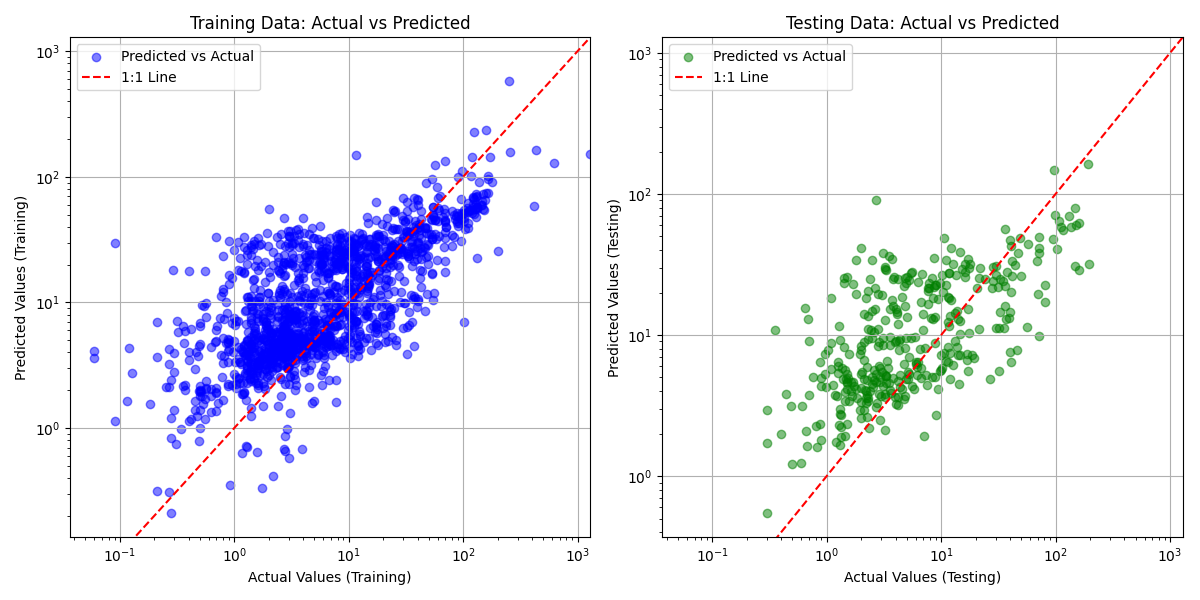 Training Data: Actual vs Predicted
Predicted vs Actual
1:1 Line
Predicted Values (Training)
10³
10²
10¹
10⁰
10⁻¹ 10⁰ 10¹ 10² 10³
Actual Values (Training)
Testing Data: Actual vs Predicted
Predicted vs Actual
1:1 Line
Predicted Values (Testing)
10³
10²
10¹
10⁰
10⁻¹ 10⁰ 10¹ 10² 10³
Actual Values (Testing)